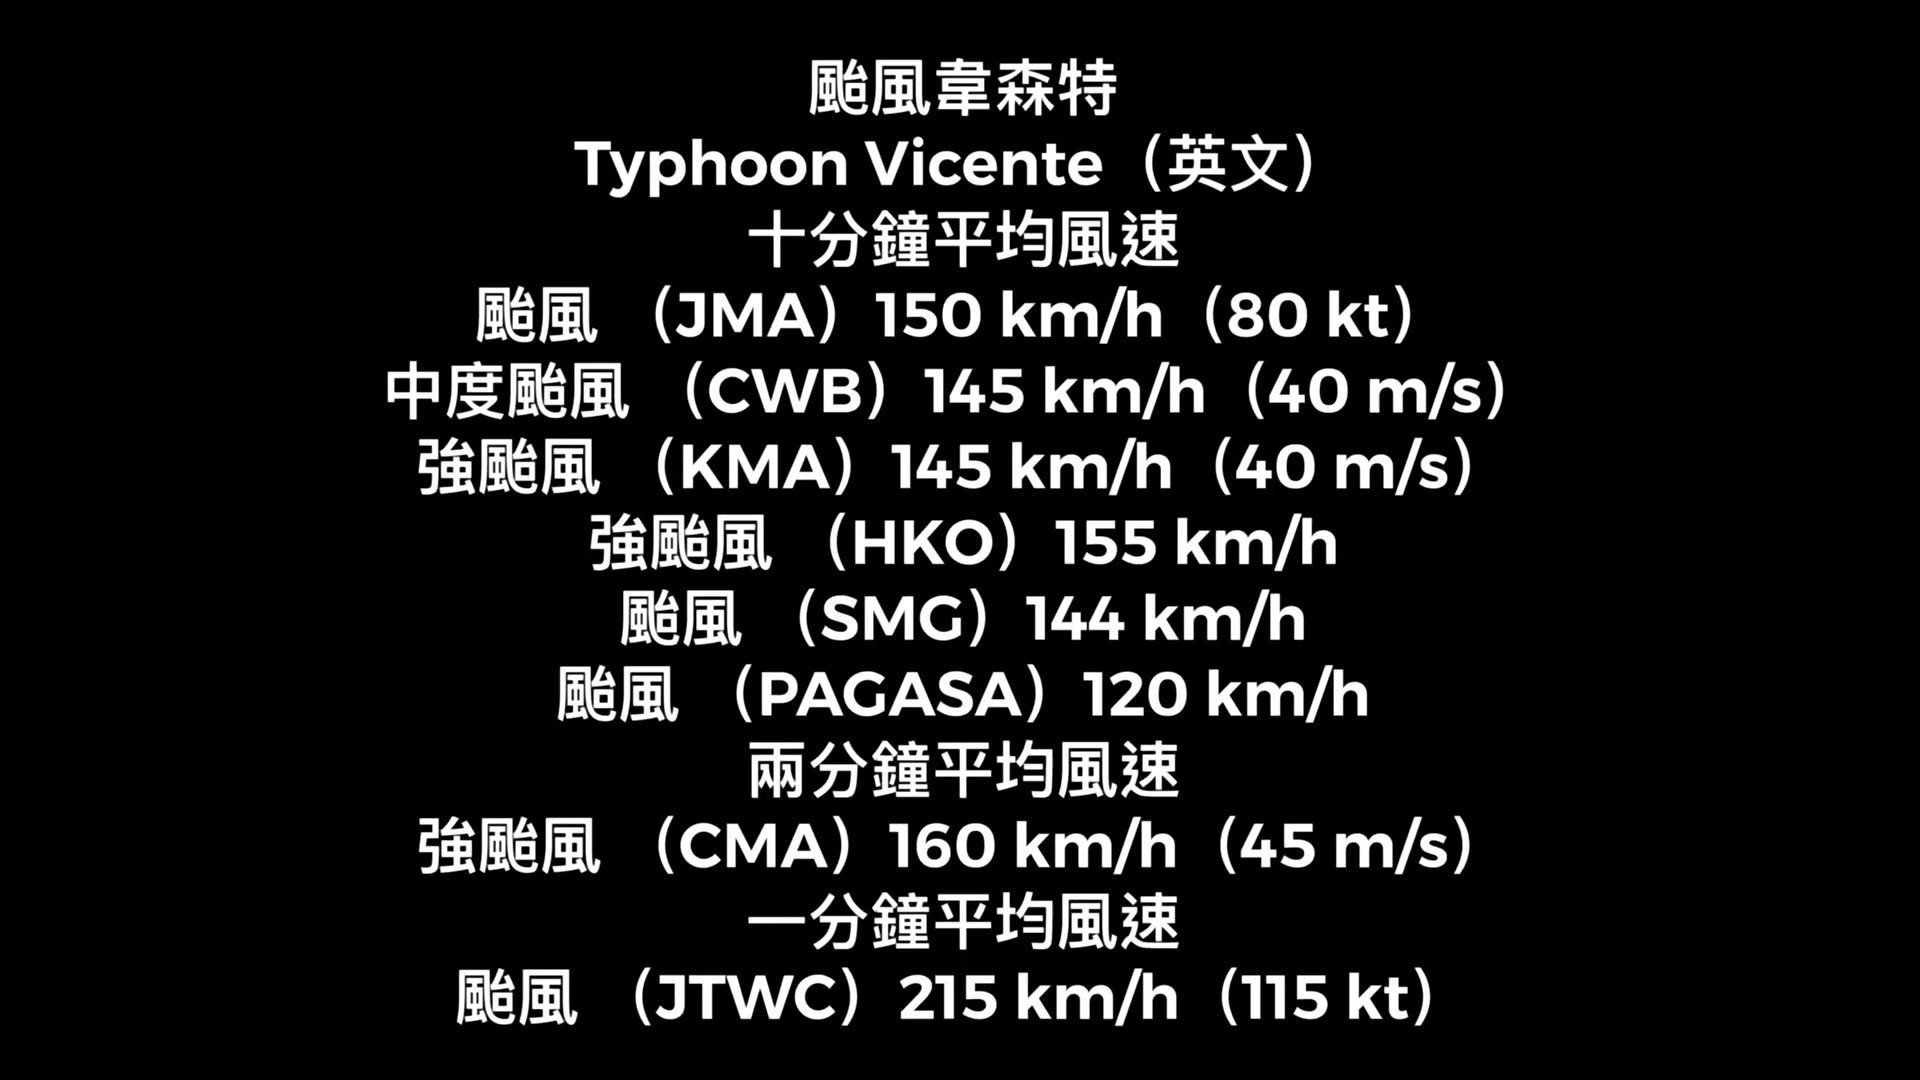 颱風韋森特
Typhoon Vicente（英文）
十分鐘平均風速
颱風 （JMA）150 km/h（80 kt）
中度颱風 （CWB）145 km/h（40 m/s）
強颱風 （KMA）145 km/h（40 m/s）
強颱風 （HKO）155 km/h
颱風 （SMG）144 km/h
颱風 （PAGASA）120 km/h
兩分鐘平均風速
強颱風 （CMA）160 km/h（45 m/s）
一分鐘平均風速
颱風 （JTWC）215 km/h（115 kt）